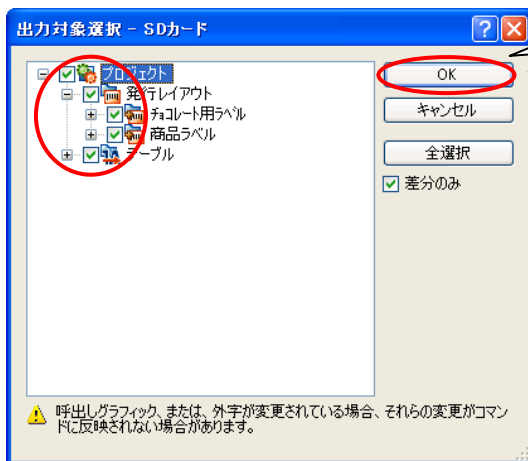 出力対象選択 - SDカード
プロジェクト
発行レイアウト
チョコレート用ラベル
商品ラベル
テーブル
OK
キャンセル
全選択
差分のみ
呼出しグラフィック、または、外字が変更されている場合、それらの変更がコマン
ドに反映されない場合があります。